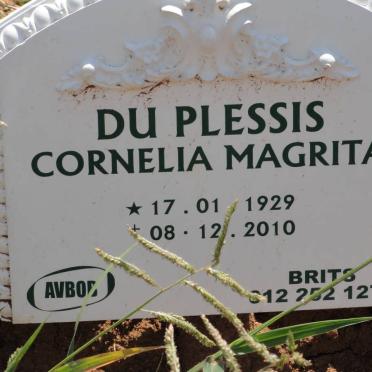 DU PLESSIS
CORNELIA MAGRITA
★ 17 . 01 . 1929
† 08 . 12 . 2010
AVBOB
BRITS